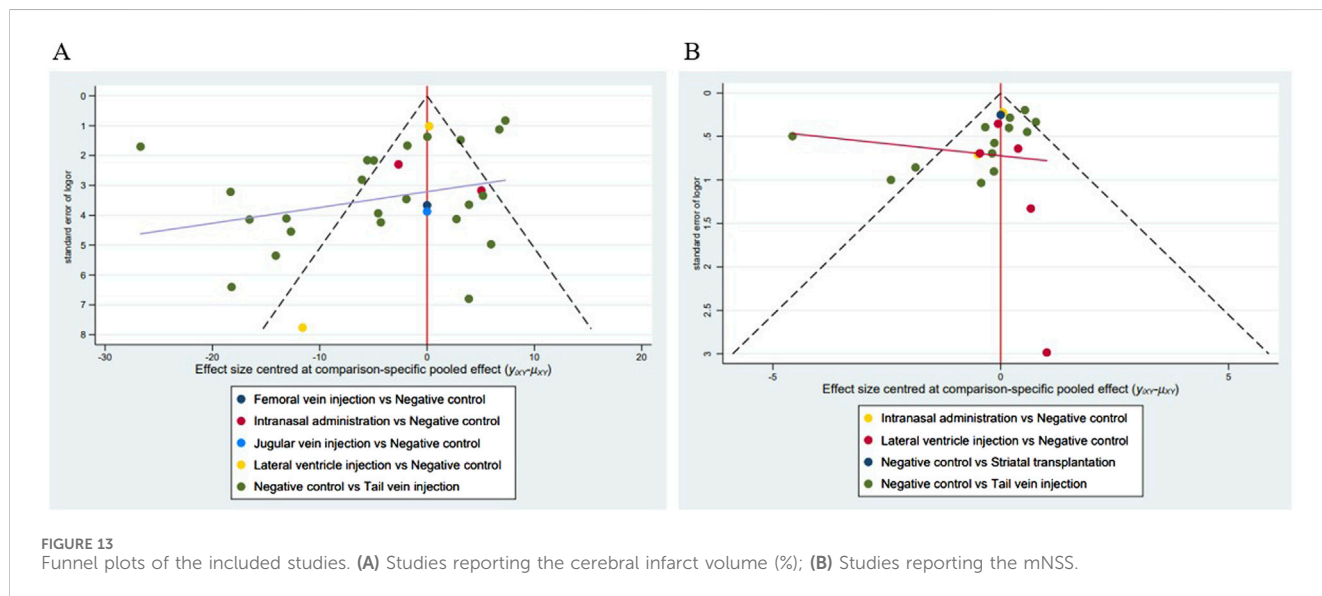 A
0
1
2
3
4
5
6
7
8
standard error of logor
-30
-20
-10
0
10
20
Effect size centred at comparison-specific pooled effect (yiXY-μXY)
Femoral vein injection vs Negative control
Intranasal administration vs Negative control
Jugular vein injection vs Negative control
Lateral ventricle injection vs Negative control
Negative control vs Tail vein injection
B
0
.5
1
1.5
2
2.5
3
standard error of logor
-5
0
5
Effect size centred at comparison-specific pooled effect (yiXY-μXY)
Intranasal administration vs Negative control
Lateral ventricle injection vs Negative control
Negative control vs Striatal transplantation
Negative control vs Tail vein injection
FIGURE 13
Funnel plots of the included studies. (A) Studies reporting the cerebral infarct volume (%); (B) Studies reporting the mNSS.